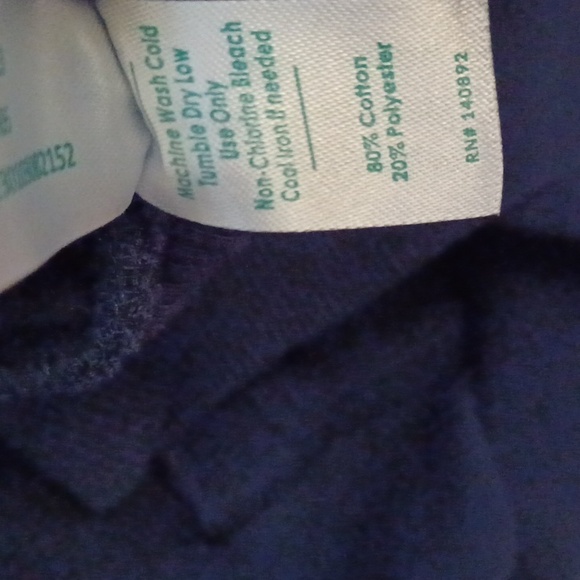 Machine Wash Cold
Tumble Dry Low
Use Only
Non-Chlorine Bleach
Cool Iron If needed
80% Cotton
20% Polyester
RN# 140892